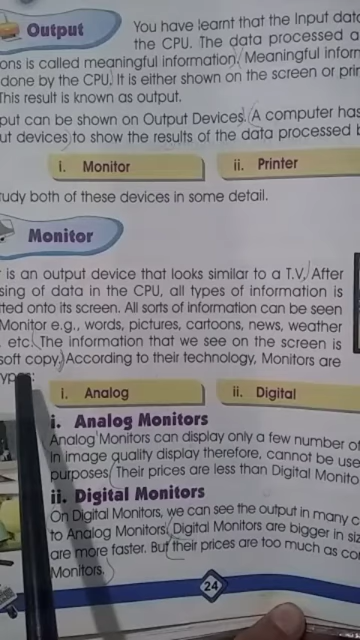 Output
You have learnt that the Input dat
the CPU. The data processed a
ons is called meaningful information. Meaningful inform
done by the CPU. It is either shown on the screen or prin
This result is known as output.
put can be shown on Output Devices. A computer has
ut devices to show the results of the data processed b
i. Monitor
ii. Printer
tudy both of these devices in some detail.
Monitor
r is an output device that looks similar to a T.V. After
sing of data in the CPU, all types of information is
tted onto its screen. All sorts of information can be seen
Monitor e.g., words, pictures, cartoons, news, weather
, etc. The information that we see on the screen is
soft copy. According to their technology, Monitors are
ypes:
i. Analog
ii. Digital
i. Analog Monitors
Analog Monitors can display only a few number of
in image quality display therefore, cannot be use
purposes. Their prices are less than Digital Monito
ii. Digital Monitors
On Digital Monitors, we can see the output in many c
to Analog Monitors. Digital Monitors are bigger in siz
are more faster. But their prices are too much as co
Monitors.
24